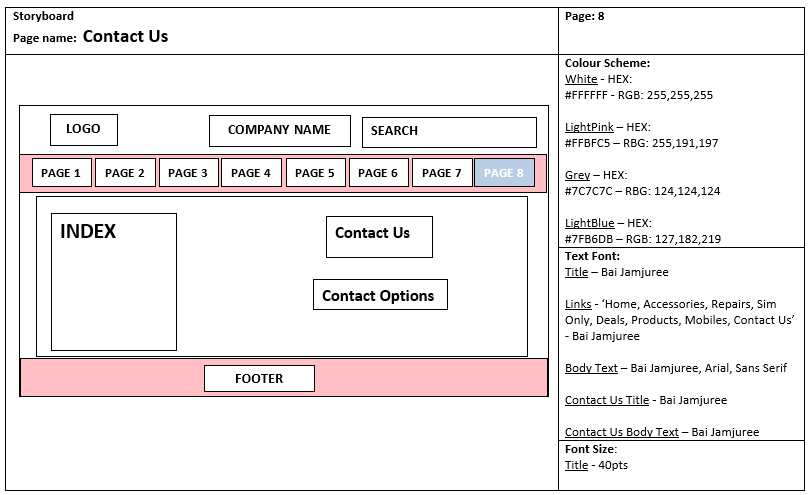 Storyboard
Page name: Contact Us
Page: 8
LOGO
COMPANY NAME
SEARCH
PAGE 1 PAGE 2 PAGE 3 PAGE 4 PAGE 5 PAGE 6 PAGE 7 PAGE 8
INDEX
Contact Us
Contact Options
FOOTER
Colour Scheme:
White - HEX:
#FFFFFF - RGB: 255,255,255
LightPink – HEX:
#FFBFC5 – RBG: 255,191,197
Grey – HEX:
#7C7C7C – RBG: 124,124,124
LightBlue – HEX:
#7FB6DB – RGB: 127,182,219
Text Font:
Title – Bai Jamjuree
Links - ‘Home, Accessories, Repairs, Sim
Only, Deals, Products, Mobiles, Contact Us’
- Bai Jamjuree
Body Text – Bai Jamjuree, Arial, Sans Serif
Contact Us Title - Bai Jamjuree
Contact Us Body Text – Bai Jamjuree
Font Size:
Title - 40pts